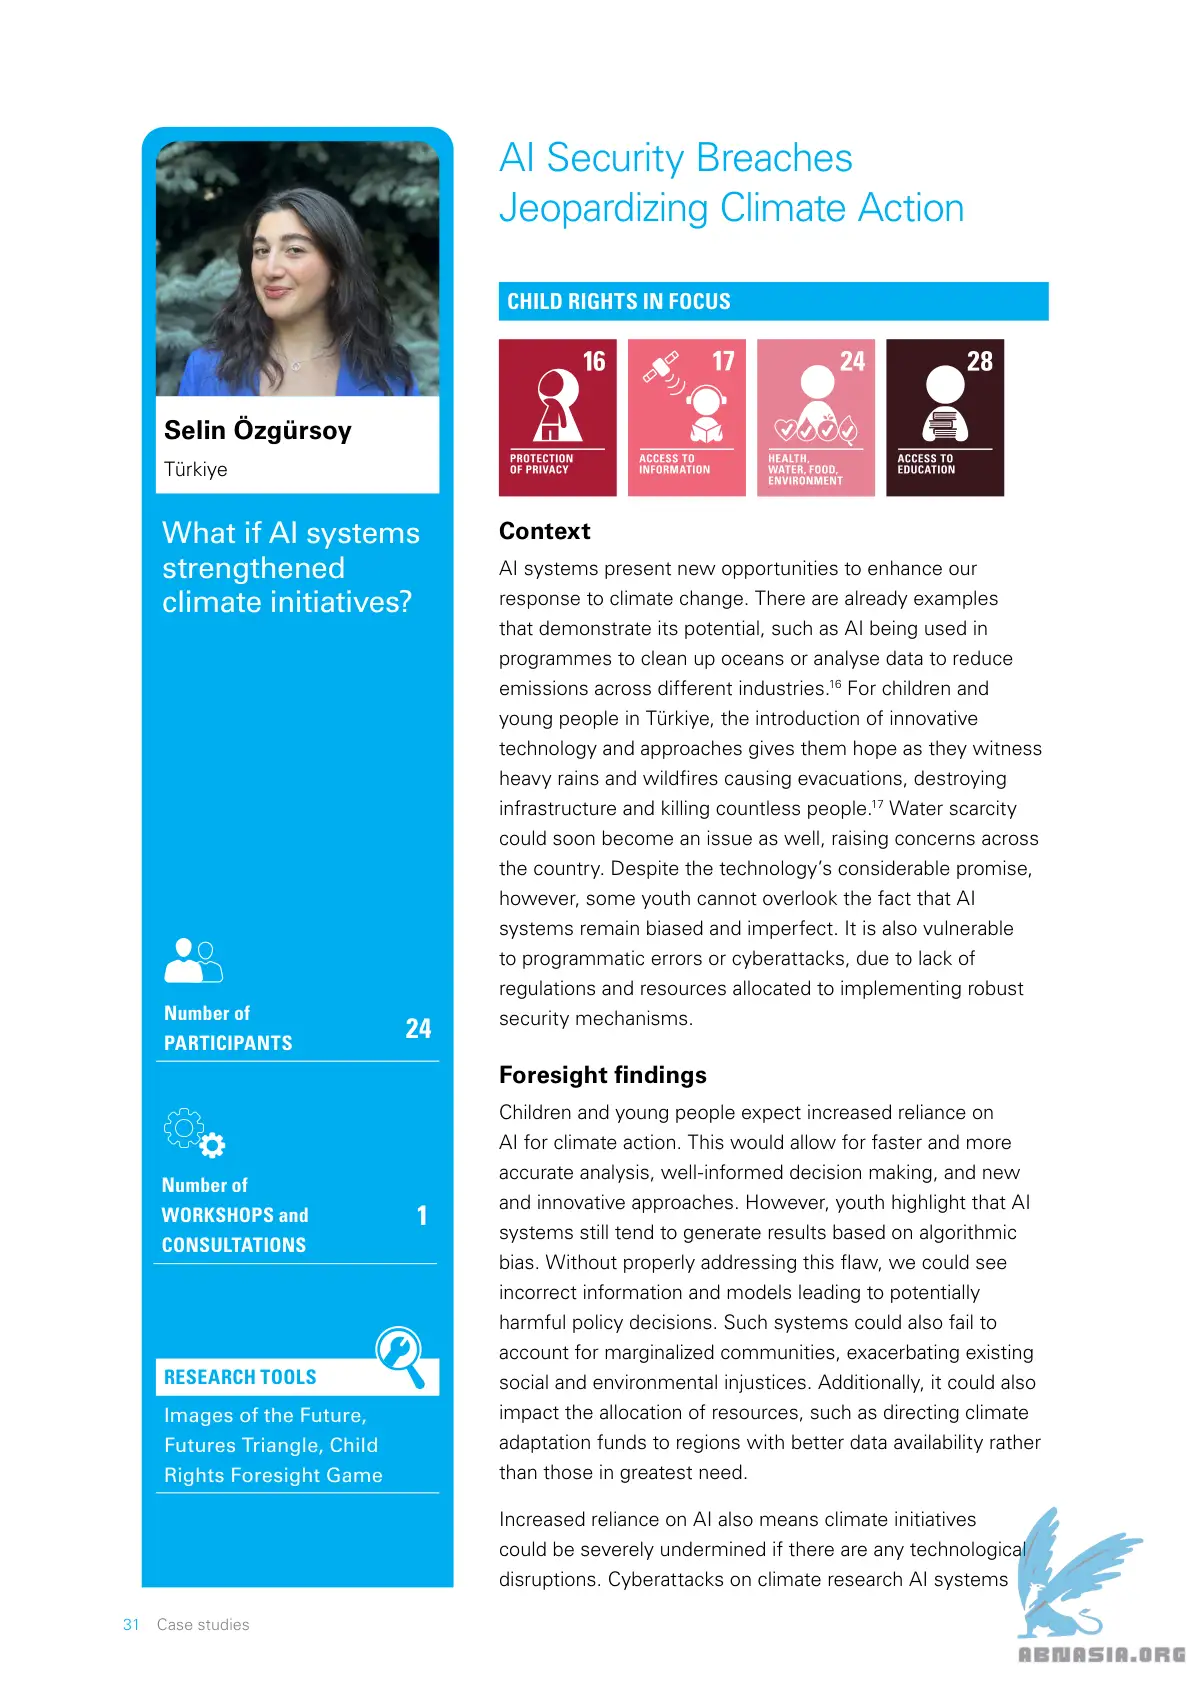 Selin Özgürsoy
Türkiye
What if AI systems
strengthened
climate initiatives?
Number of
PARTICIPANTS
24
Number of
WORKSHOPS and
CONSULTATIONS
1
RESEARCH TOOLS
Images of the Future,
Futures Triangle, Child
Rights Foresight Game
AI Security Breaches
Jeopardizing Climate Action
CHILD RIGHTS IN FOCUS
16
PROTECTION
OF PRIVACY
17
ACCESS TO
INFORMATION
24
HEALTH,
WATER, FOOD,
ENVIRONMENT
28
ACCESS TO
EDUCATION
Context
AI systems present new opportunities to enhance our
response to climate change. There are already examples
that demonstrate its potential, such as AI being used in
programmes to clean up oceans or analyse data to reduce
emissions across different industries.16 For children and
young people in Türkiye, the introduction of innovative
technology and approaches gives them hope as they witness
heavy rains and wildfires causing evacuations, destroying
infrastructure and killing countless people.17 Water scarcity
could soon become an issue as well, raising concerns across
the country. Despite the technology’s considerable promise,
however, some youth cannot overlook the fact that AI
systems remain biased and imperfect. It is also vulnerable
to programmatic errors or cyberattacks, due to lack of
regulations and resources allocated to implementing robust
security mechanisms.
Foresight findings
Children and young people expect increased reliance on
AI for climate action. This would allow for faster and more
accurate analysis, well-informed decision making, and new
and innovative approaches. However, youth highlight that AI
systems still tend to generate results based on algorithmic
bias. Without properly addressing this flaw, we could see
incorrect information and models leading to potentially
harmful policy decisions. Such systems could also fail to
account for marginalized communities, exacerbating existing
social and environmental injustices. Additionally, it could also
impact the allocation of resources, such as directing climate
adaptation funds to regions with better data availability rather
than those in greatest need.
Increased reliance on AI also means climate initiatives
could be severely undermined if there are any technological
disruptions. Cyberattacks on climate research AI systems
31 Case studies
ABNASIA.ORG